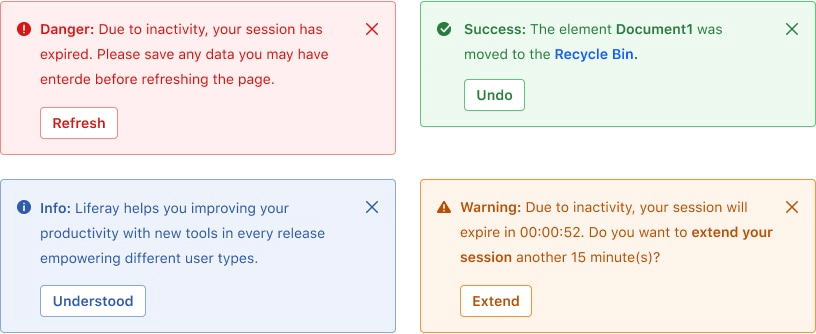 Danger: Due to inactivity, your session has
expired. Please save any data you may have
enterde before refreshing the page.
Refresh
Success: The element Document1 was
moved to the Recycle Bin.
Undo
Info: Liferay helps you improving your
productivity with new tools in every release
empowering different user types.
Understood
Warning: Due to inactivity, your session will
expire in 00:00:52. Do you want to extend your
session another 15 minute(s)?
Extend